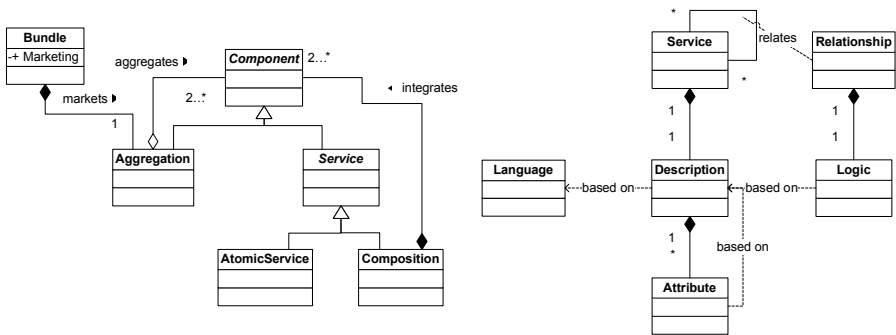 Bundle
-+ Marketing
markets
1
aggregates
2...*
Component
2...*
integrates
Aggregation
Service
AtomicService
Composition
*
Service
*
relates
Relationship
1
1
1
1
Language
based on
Description
based on
Logic
1
*
based on
Attribute